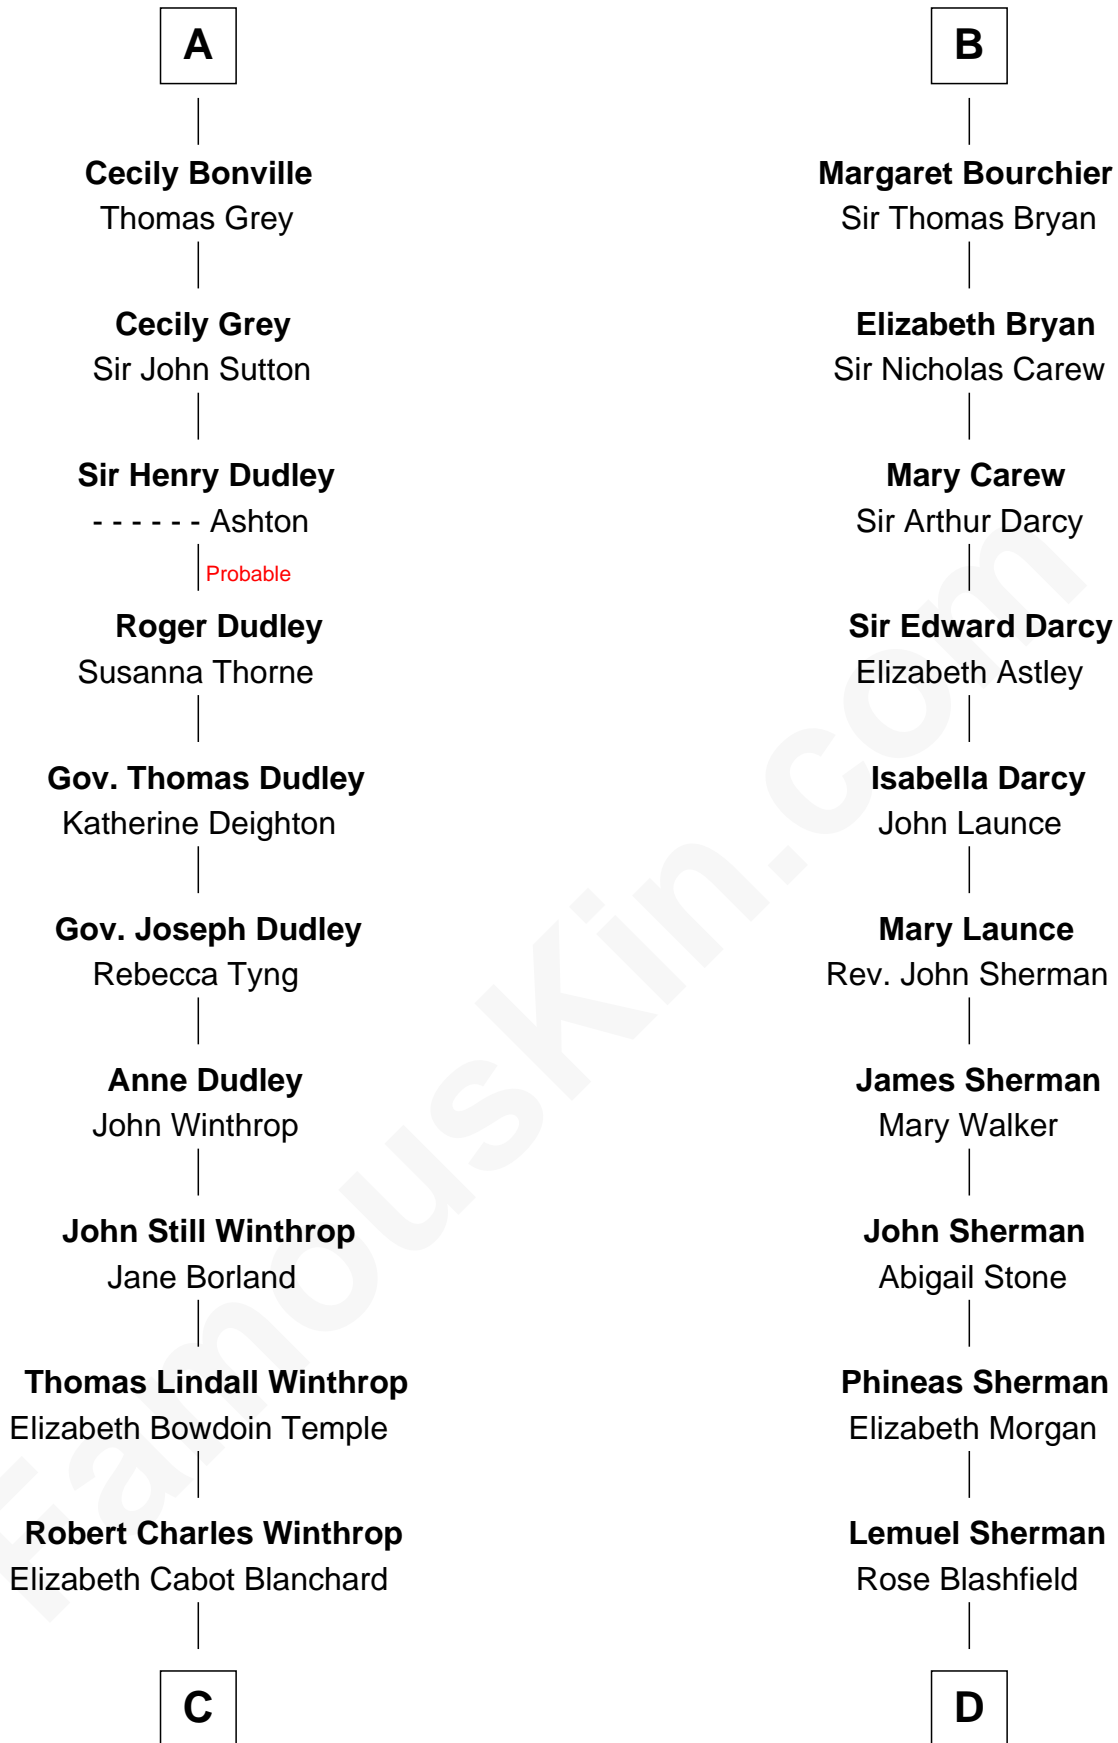 A
Cecily Bonville
Thomas Grey
Cecily Grey
Sir John Sutton
Sir Henry Dudley
- - - - - - Ashton
Probable
Roger Dudley
Susanna Thorne
Gov. Thomas Dudley
Katherine Deighton
Gov. Joseph Dudley
Rebecca Tyng
Anne Dudley
John Winthrop
John Still Winthrop
Jane Borland
Thomas Lindall Winthrop
Elizabeth Bowdoin Temple
Robert Charles Winthrop
Elizabeth Cabot Blanchard
C
B
Margaret Bourchier
Sir Thomas Bryan
Elizabeth Bryan
Sir Nicholas Carew
Mary Carew
Sir Arthur Darcy
Sir Edward Darcy
Elizabeth Astley
Isabella Darcy
John Launce
Mary Launce
Rev. John Sherman
James Sherman
Mary Walker
John Sherman
Abigail Stone
Phineas Sherman
Elizabeth Morgan
Lemuel Sherman
Rose Blashfield
D
FamousKin.com